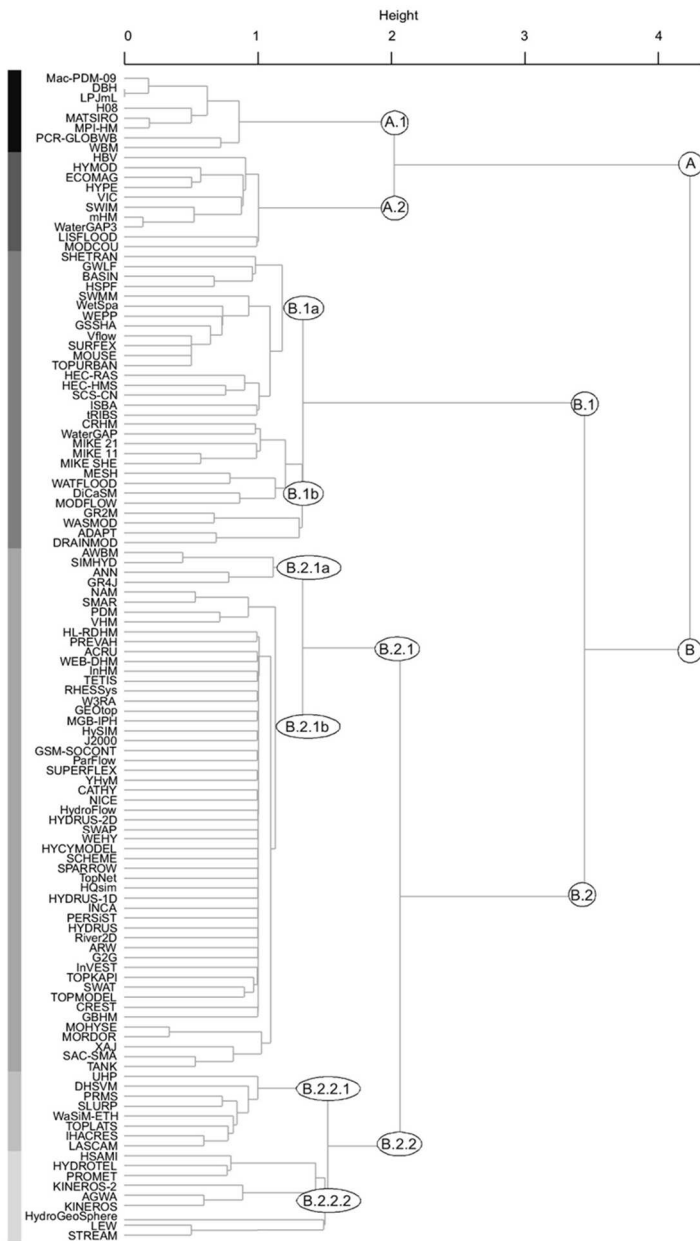 Height
0 1 2 3 4
Mac-PDM-09
DBH
LPJmL
H08
MATSIRO
MPI-HM
PCR-GLOBWB
WBM
HBV
HYMOD
ECOMAG
HYPE
VIC
SWIM
mHM
WaterGAP3
LISFLOOD
MODCOU
SHETRAN
GWLF
BASIN
HSPF
SWMM
WetSpa
WEPP
GSSHA
Vflow
SURFEX
MOUSE
TOPURBAN
HEC-RAS
HEC-HMS
SCS-CN
ISBA
tRIBS
CRHM
WaterGAP
MIKE 21
MIKE 11
MIKE SHE
MESH
WATFLOOD
DiCaSM
MODFLOW
GR2M
WASMOD
ADAPT
DRAINMOD
AWBM
SIMHYD
ANN
GR4J
NAM
SMAR
PDM
VHM
HL-RDHM
PREVAH
ACRU
WEB-DHM
InHM
TETIS
RHESSys
W3RA
GEOtop
MGB-IPH
HySIM
J2000
GSM-SOCONT
ParFlow
SUPERFLEX
YHyM
CATHY
NICE
HydroFlow
HYDRUS-2D
SWAP
WEHY
HYCYMODEL
SCHEME
SPARROW
TopNet
HQsim
HYDRUS-1D
INCA
PERSiST
HYDRUS
River2D
ARW
G2G
InVEST
TOPKAPI
SWAT
TOPMODEL
CREST
GBHM
MOHYSE
MORDOR
XAJ
SAC-SMA
TANK
UHP
DHSVM
PRMS
SLURP
WaSiM-ETH
TOPLATS
IHACRES
LASCAM
HSAMI
HYDROTEL
PROMET
KINEROS-2
AGWA
KINEROS
HydroGeoSphere
LEW
STREAM
A.1
A
A.2
B.1a
B.1
B.1b
B.2.1a
B.2.1
B
B.2.1b
B.2
B.2.2.1
B.2.2
B.2.2.2